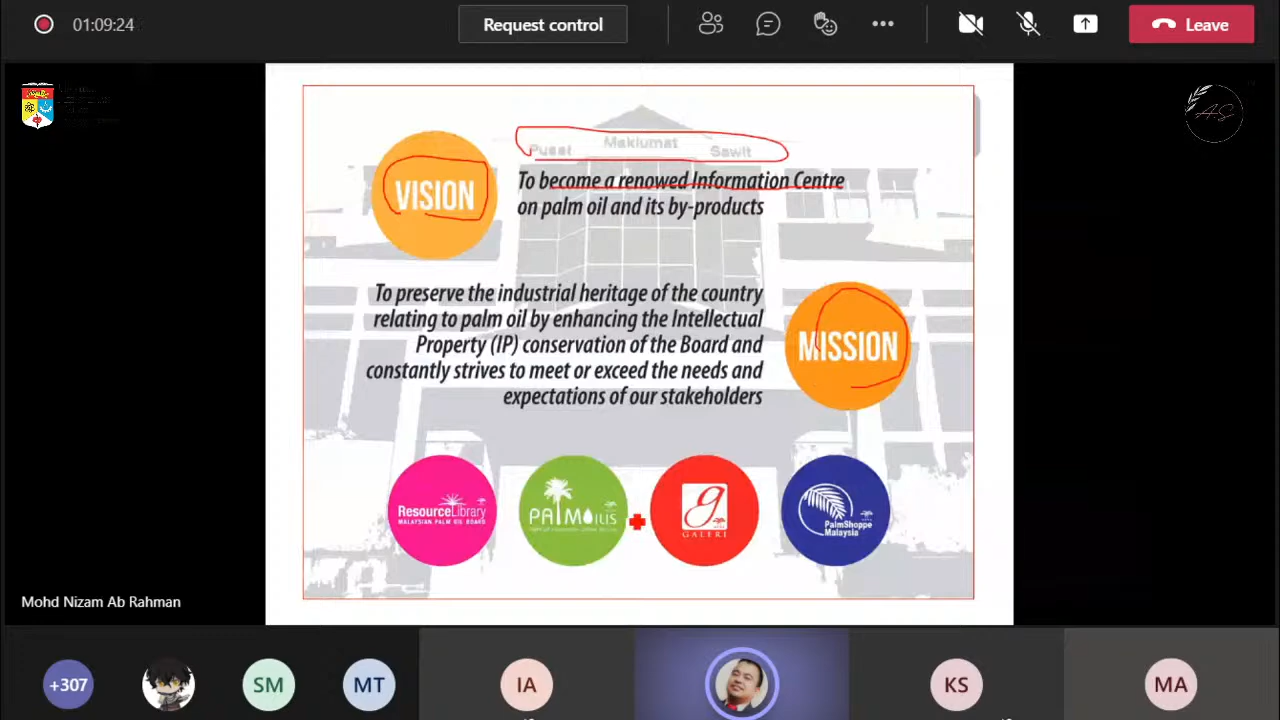 01:09:24
Request control
Leave
AS
Pusat Maklumat Sawit
VISION
To become a renowed Information Centre
on palm oil and its by-products
To preserve the industrial heritage of the country
relating to palm oil by enhancing the Intellectual
Property (IP) conservation of the Board and
constantly strives to meet or exceed the needs and
expectations of our stakeholders
MISSION
ResourceLibrary
MALAYSIAN PALM OIL BOARD
PALMOILIS
g
GALERI
PalmShoppe
Malaysia
Mohd Nizam Ab Rahman
+307
SM
MT
IA
KS
MA